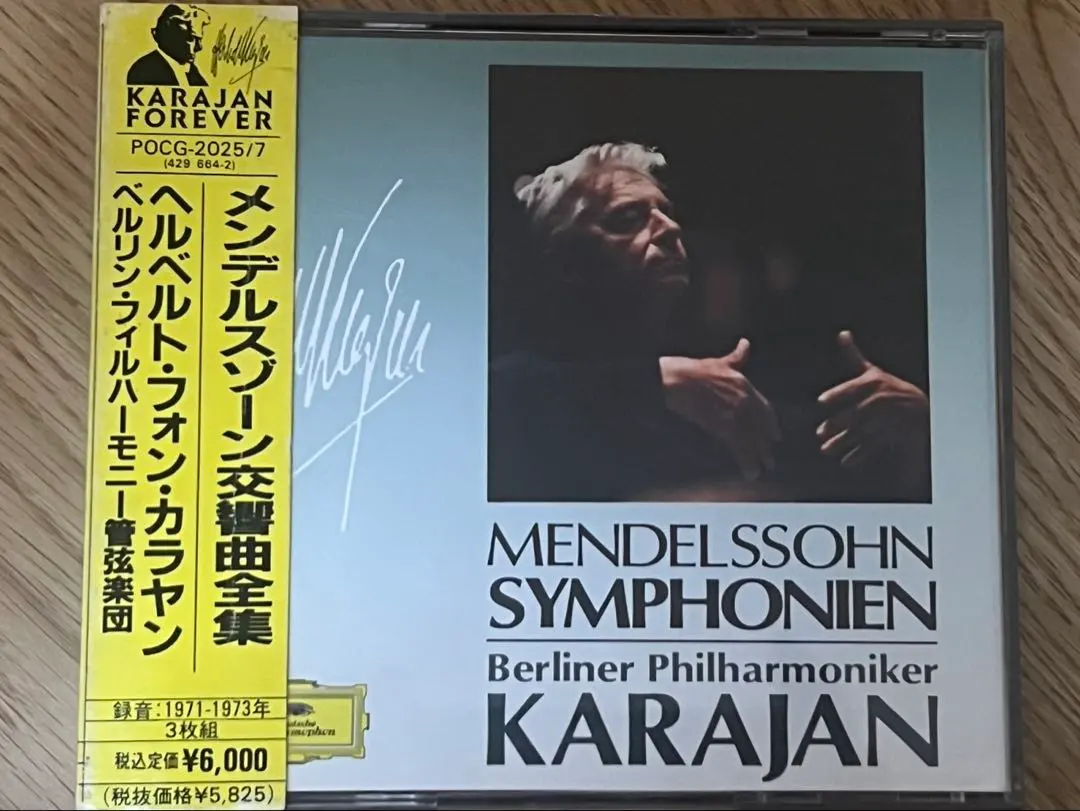 KARAJAN
FOREVER
POCG-2025/7
(429 664-2)
メンデルスゾーン交響曲全集
ヘルベルト・フォン・カラヤン
ベルリン・フィルハーモニー管弦楽団
録音:1971-1973年
3枚組
税込定価¥6,000
(税抜価格¥5,825)
MENDELSSOHN
SYMPHONIEN
Berliner Philharmoniker
KARAJAN